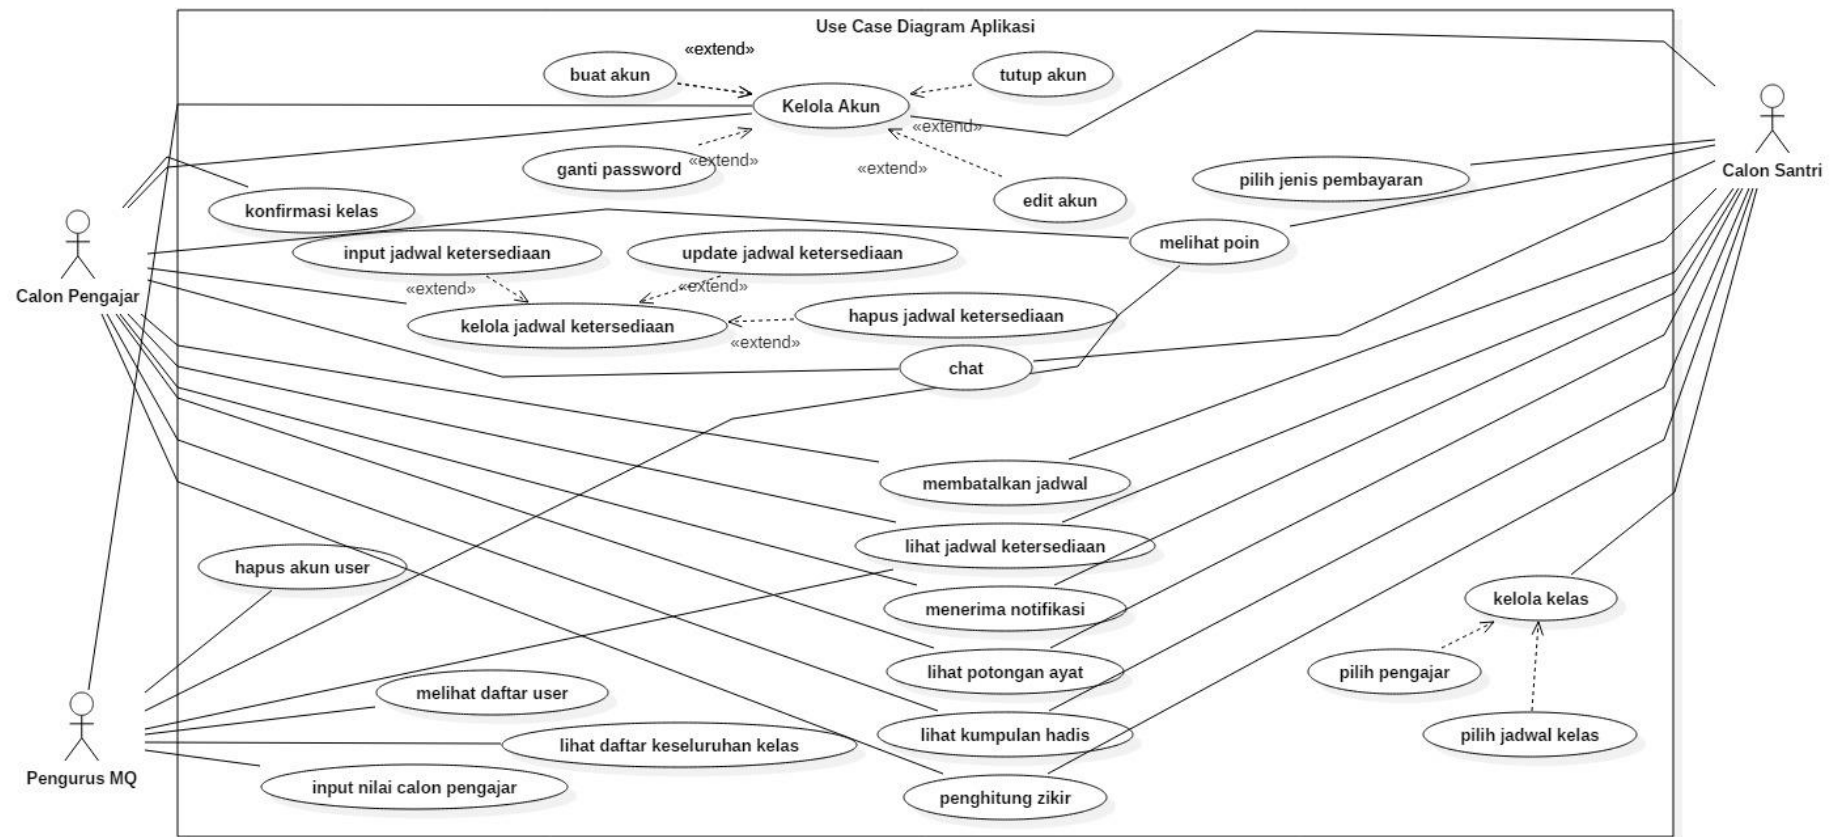 Use Case Diagram Aplikasi
«extend»
buat akun
tutup akun
Kelola Akun
«extend»
ganti password
«extend»
«extend»
edit akun
pilih jenis pembayaran
Calon Santri
konfirmasi kelas
melihat poin
input jadwal ketersediaan
update jadwal ketersediaan
«extend»
«extend»
Calon Pengajar
kelola jadwal ketersediaan
hapus jadwal ketersediaan
«extend»
chat
membatalkan jadwal
lihat jadwal ketersediaan
hapus akun user
menerima notifikasi
kelola kelas
lihat potongan ayat
pilih pengajar
melihat daftar user
lihat kumpulan hadis
pilih jadwal kelas
lihat daftar keseluruhan kelas
Pengurus MQ
input nilai calon pengajar
penghitung zikir